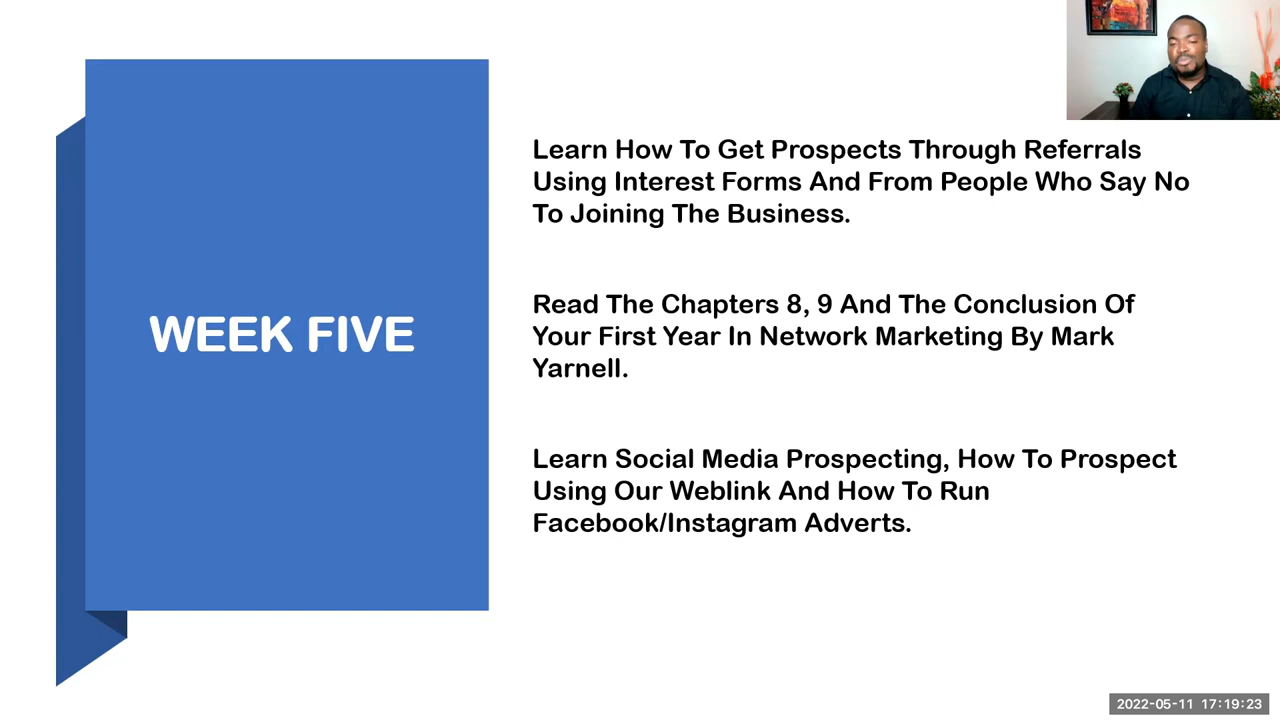 WEEK FIVE
Learn How To Get Prospects Through Referrals
Using Interest Forms And From People Who Say No
To Joining The Business.
Read The Chapters 8, 9 And The Conclusion Of
Your First Year In Network Marketing By Mark
Yarnell.
Learn Social Media Prospecting, How To Prospect
Using Our Weblink And How To Run
Facebook/Instagram Adverts.
2022-05-11 17:19:23